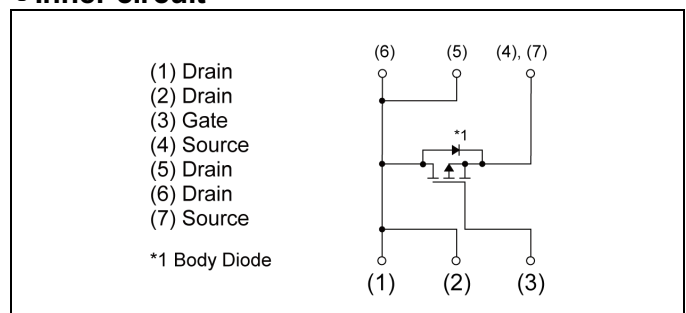 Inner circuit
(1) Drain
(2) Drain
(3) Gate
(4) Source
(5) Drain
(6) Drain
(7) Source
*1 Body Diode
(6) (5) (4), (7)
*1
(1) (2) (3)